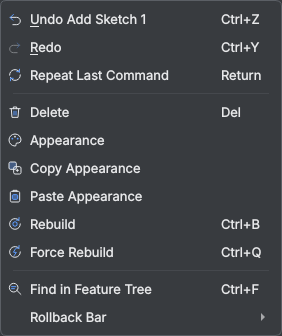 Undo Add Sketch 1 Ctrl+Z
Redo Ctrl+Y
Repeat Last Command Return
Delete Del
Appearance
Copy Appearance
Paste Appearance
Rebuild Ctrl+B
Force Rebuild Ctrl+Q
Find in Feature Tree Ctrl+F
Rollback Bar